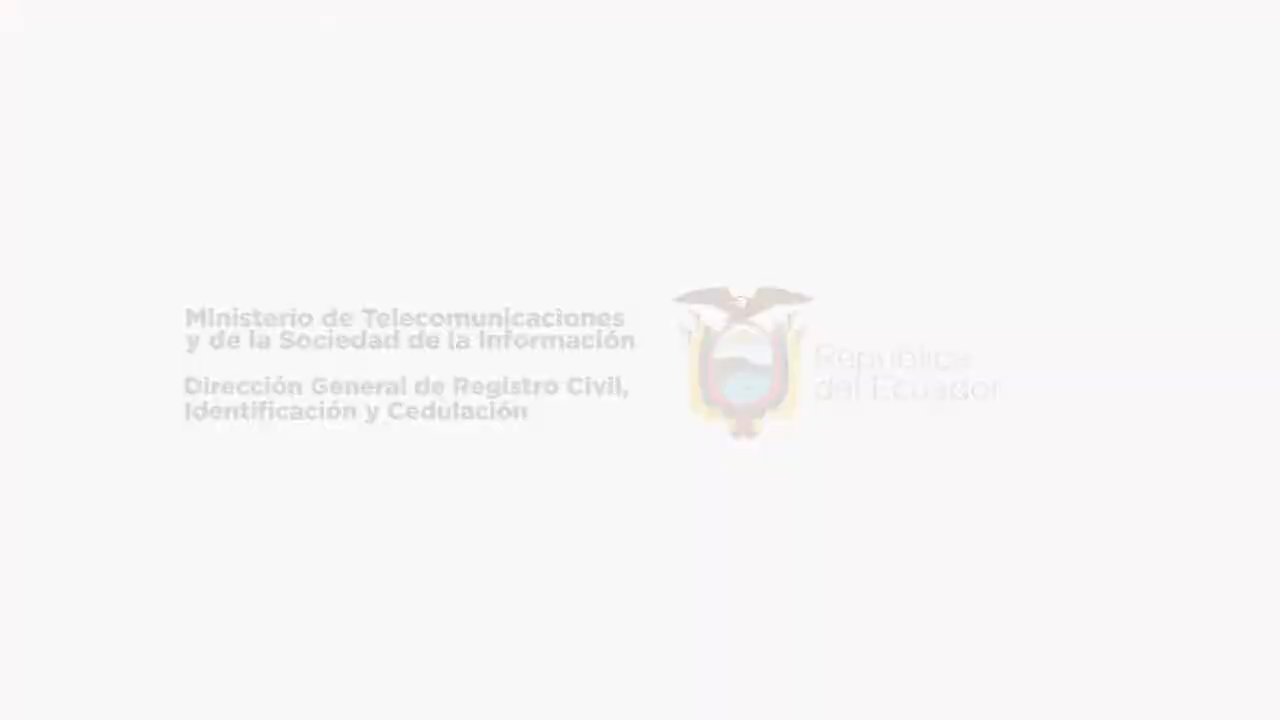 Ministerio de Telecomunicaciones
y de la Sociedad de la Información
Dirección General de Registro Civil,
Identificación y Cedulación
República
del Ecuador